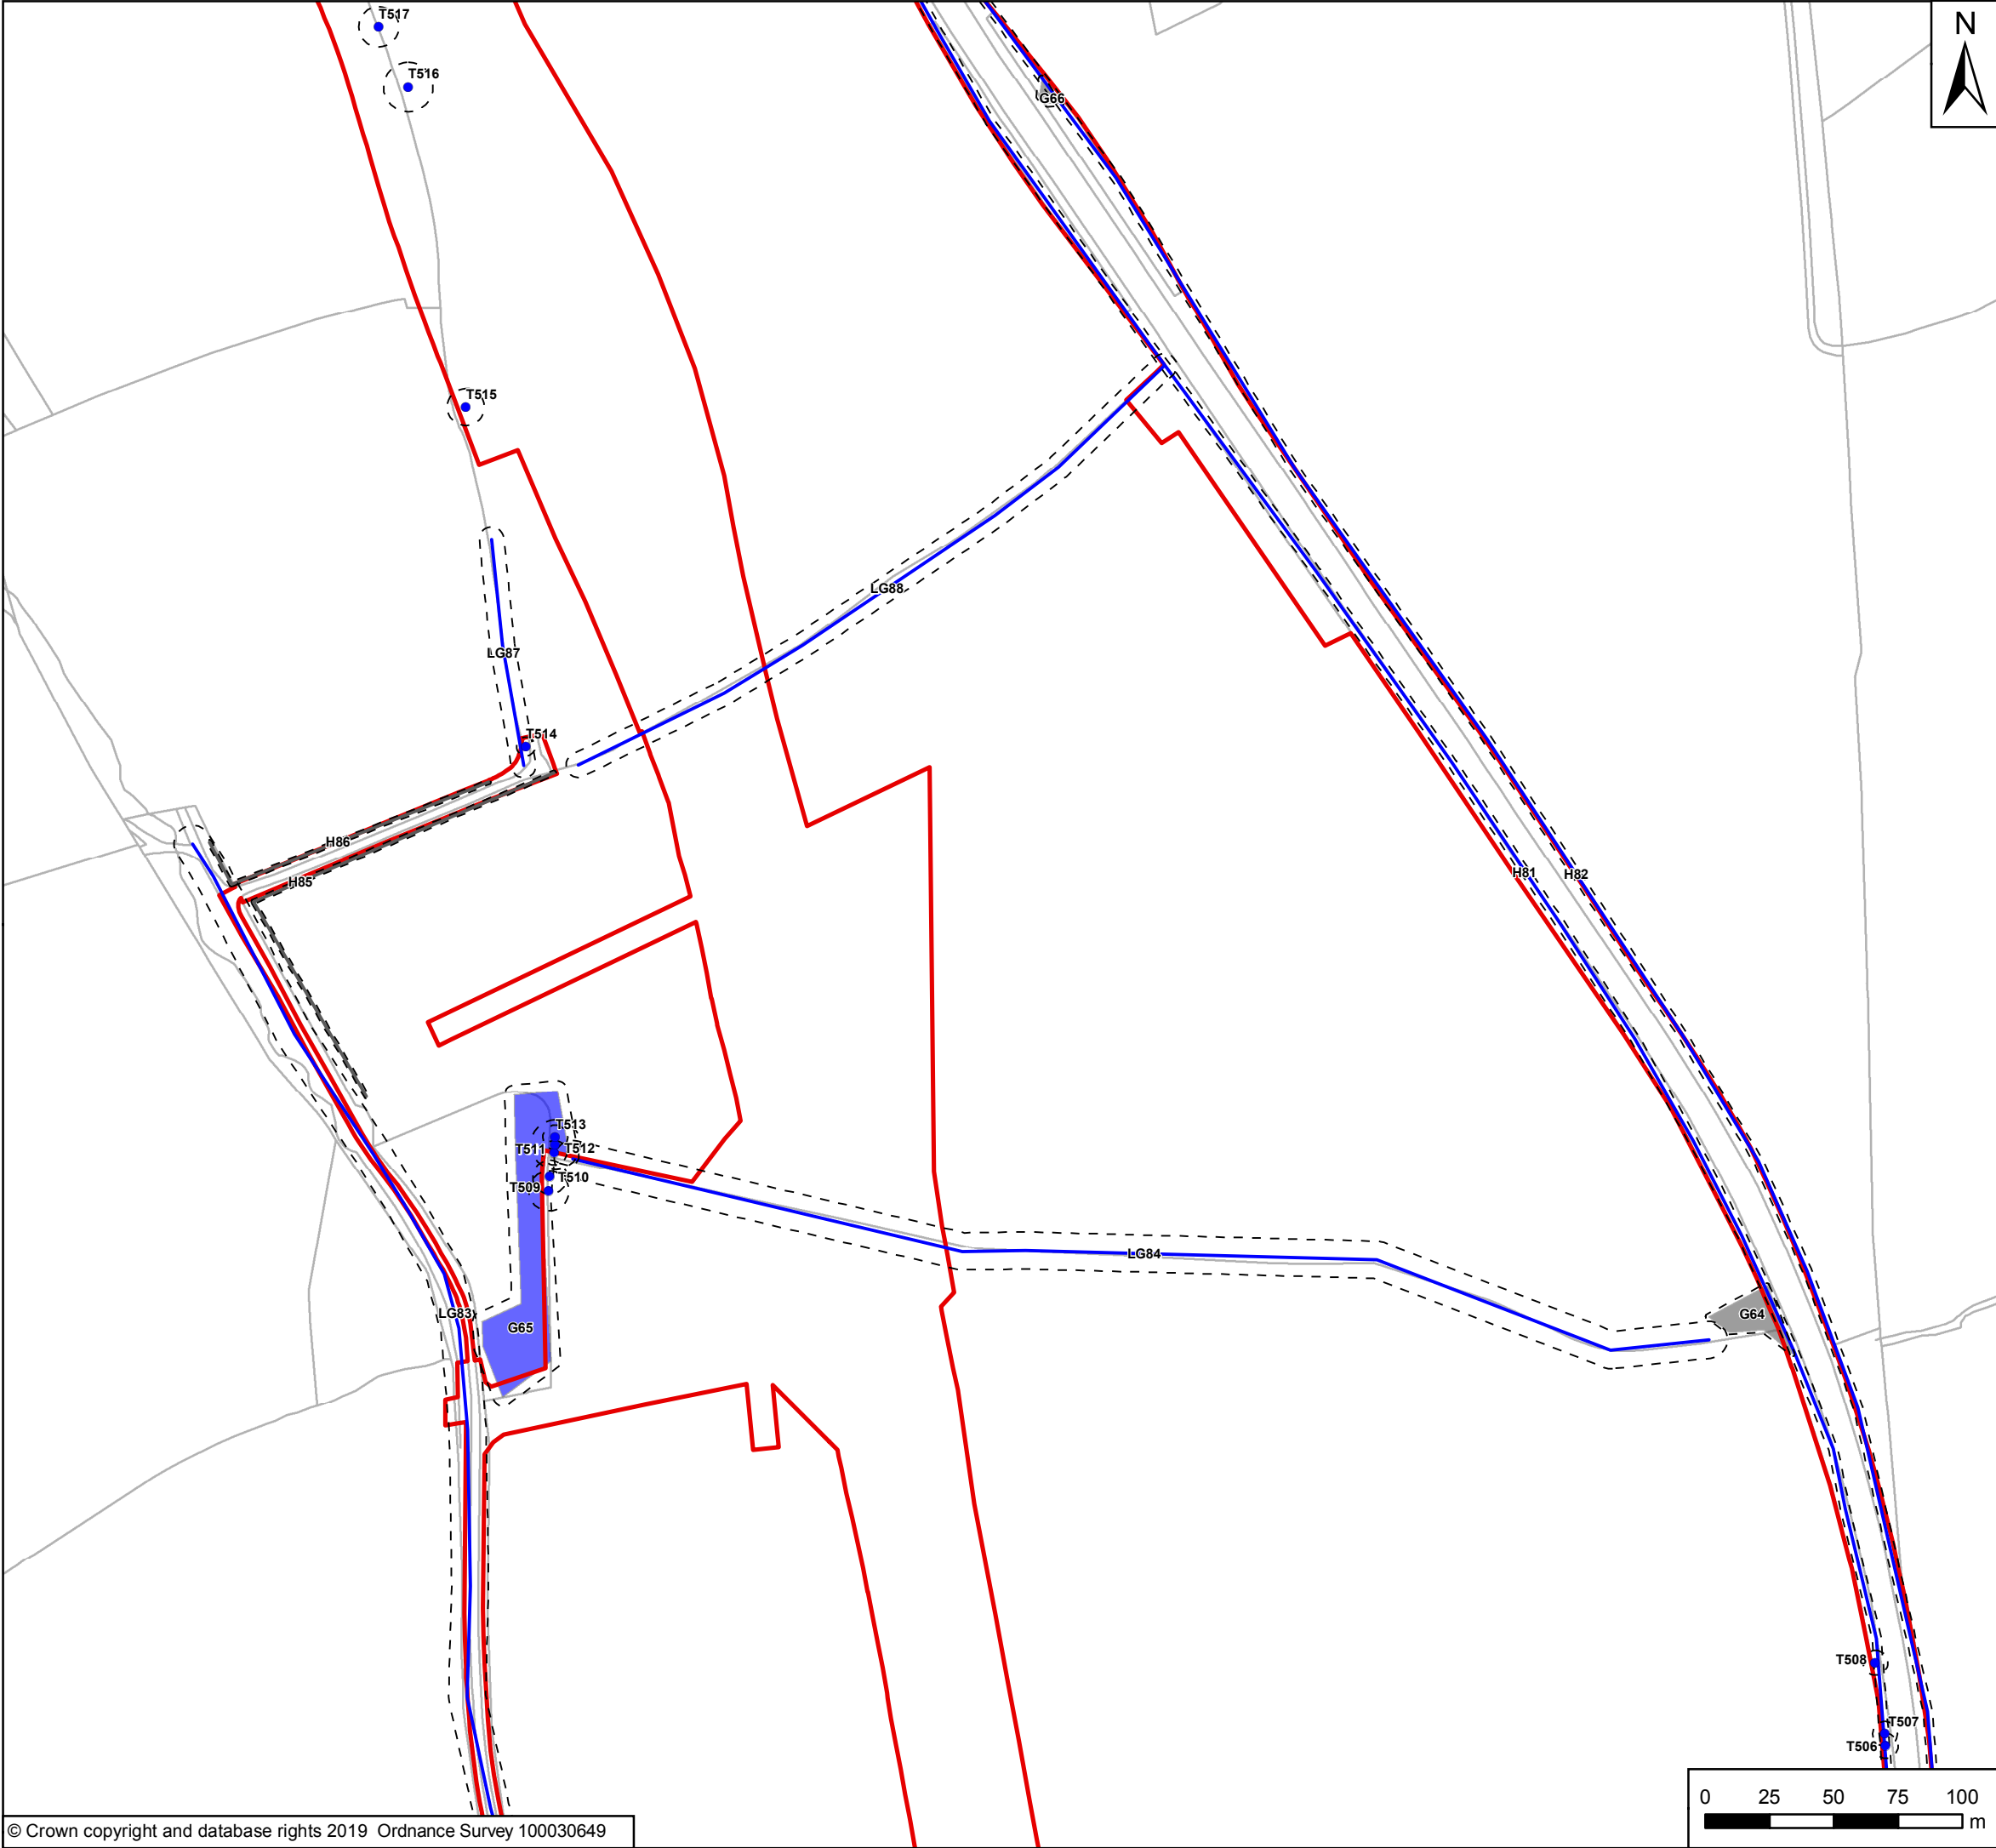 T517
N
T516
G66
T515
LG88
LG87
T514
H86
H85
H81
H82
T513
T511
T512
T510
T509
LG84
LG83
G65
G64
T508
T507
T506
0 25 50 75 100
m
© Crown copyright and database rights 2019 Ordnance Survey 100030649